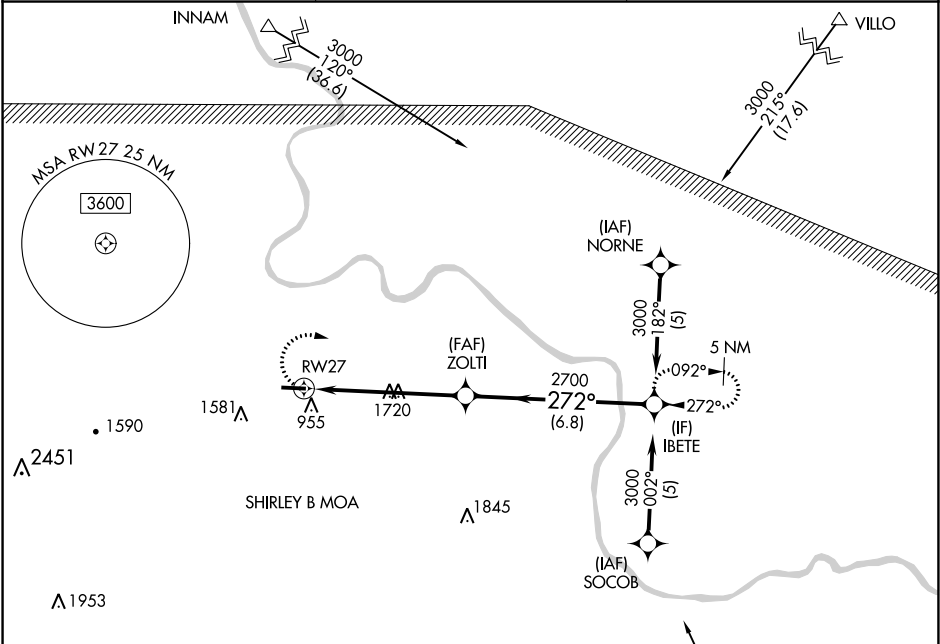 INNAM
3000
120°
(36.6)
VILLO
3000
215°
(17.6)
MSA RW27 25 NM
3600
(IAF)
NORNE
3000
182°
(5)
5 NM
092°
272°
(IF)
IBETE
(FAF)
ZOLTI
2700
272°
(6.8)
RW27
1720
955
1581
1590
2451
SHIRLEY B MOA
1845
3000
002°
(5)
(IAF)
SOCOB
1953